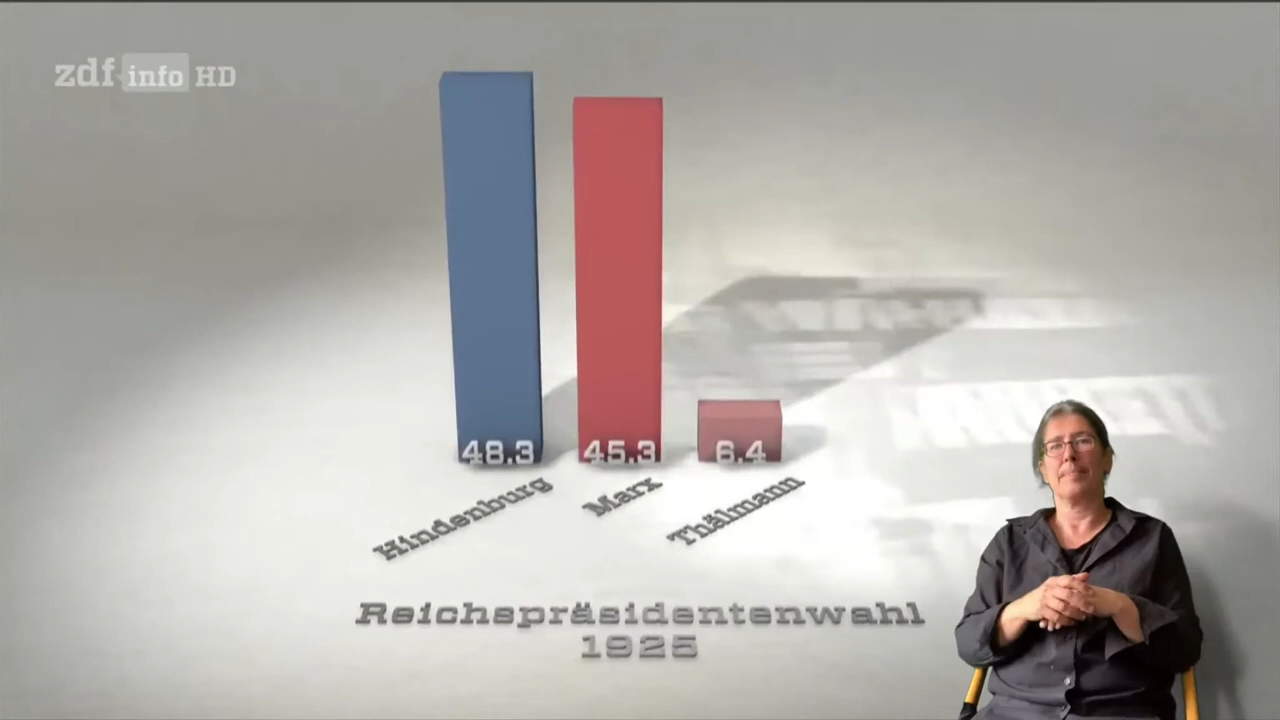 zdf info HD
48.3 45.3 6.4
Hindenburg Marx Thälmann
Reichspräsidentenwahl
1925